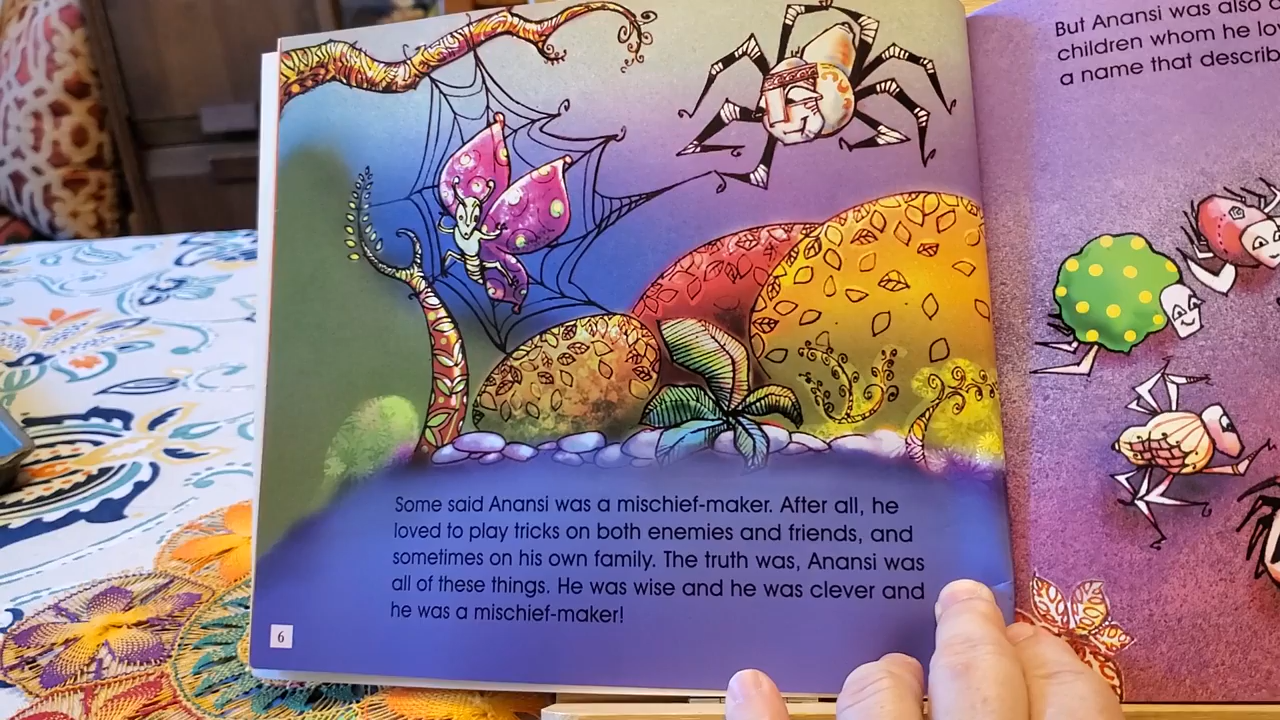 Some said Anansi was a mischief-maker. After all, he
loved to play tricks on both enemies and friends, and
sometimes on his own family. The truth was, Anansi was
all of these things. He was wise and he was clever and
he was a mischief-maker!
6
But Anansi was also
children whom he
a name that